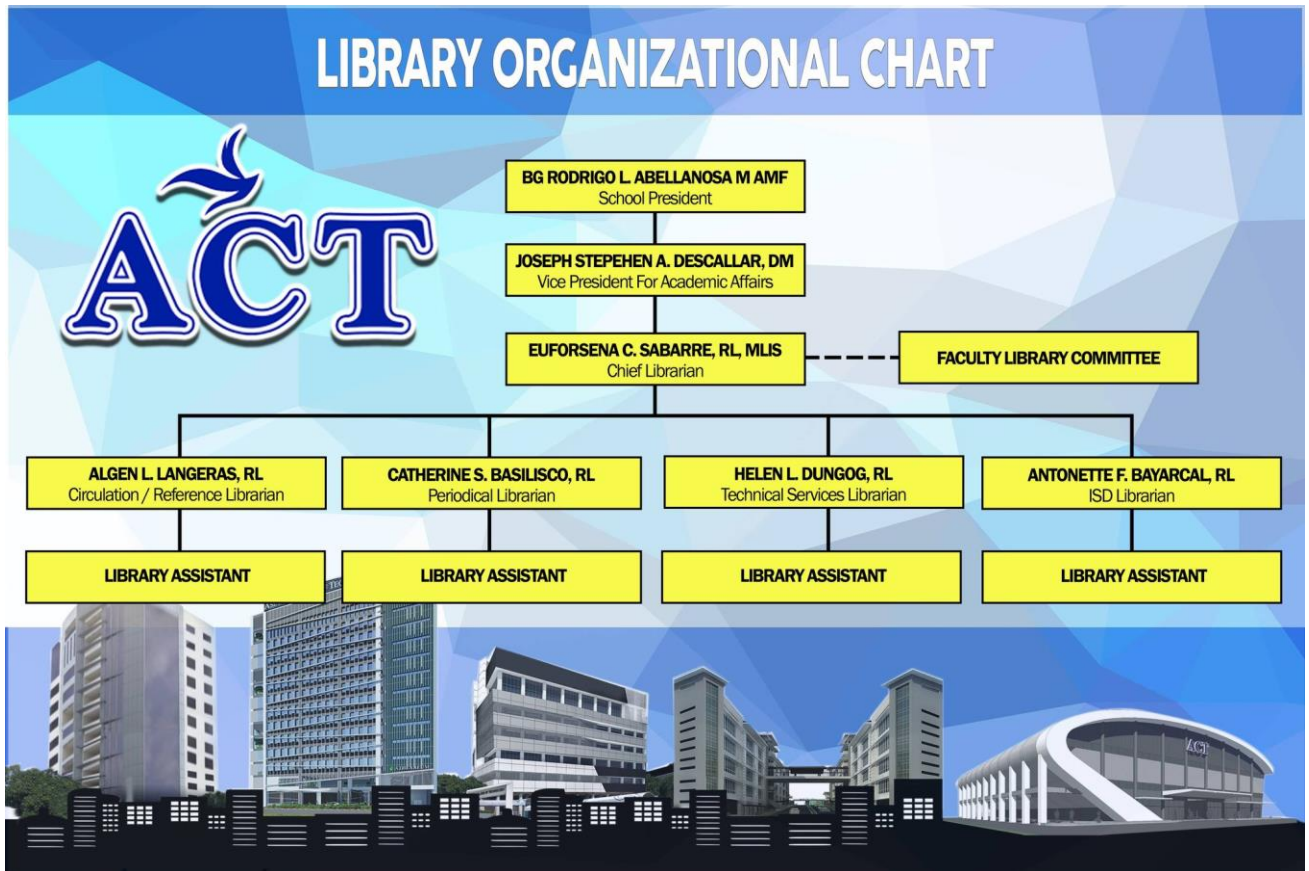 LIBRARY ORGANIZATIONAL CHART
ACT
BG RODRIGO L. ABELLANOSA M AMF
School President
JOSEPH STEPEHEN A. DESCALLAR, DM
Vice President For Academic Affairs
EUFORSENA C. SABARRE, RL, MLIS
Chief Librarian
FACULTY LIBRARY COMMITTEE
ALGEN L. LANGERAS, RL
Circulation / Reference Librarian
CATHERINE S. BASILISCO, RL
Periodical Librarian
HELEN L. DUNGOG, RL
Technical Services Librarian
ANTONETTE F. BAYARCAL, RL
ISD Librarian
LIBRARY ASSISTANT
LIBRARY ASSISTANT
LIBRARY ASSISTANT
LIBRARY ASSISTANT
ACT